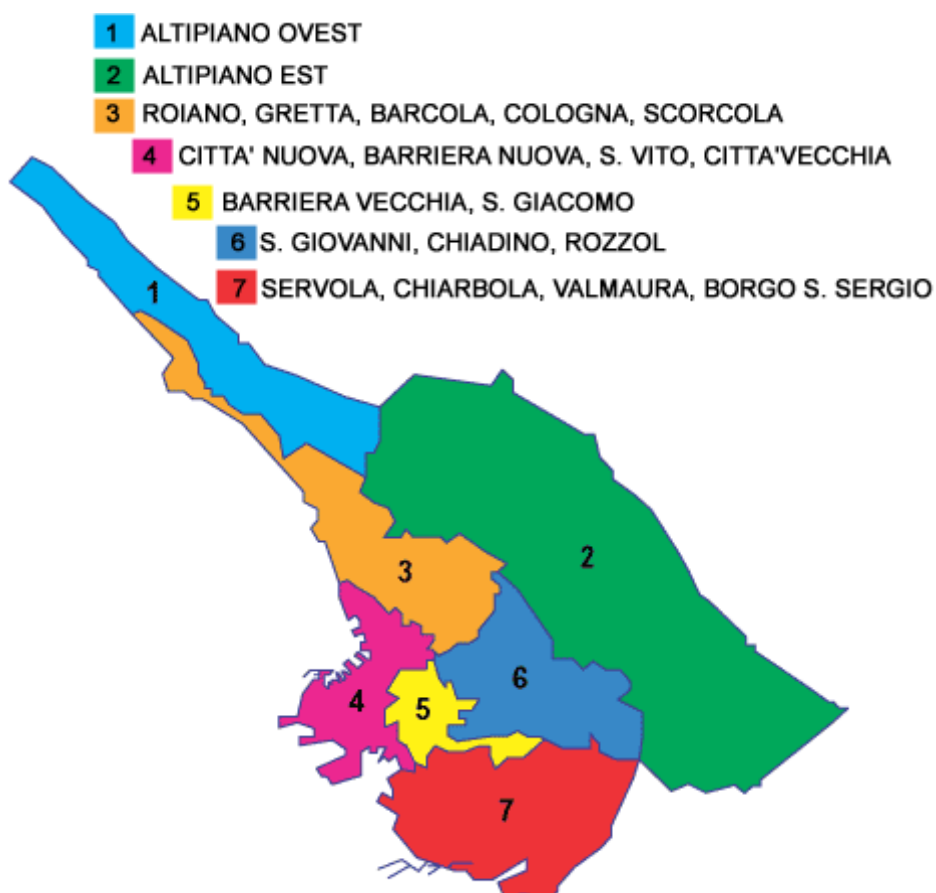 1 ALTIPIANO OVEST
2 ALTIPIANO EST
3 ROIANO, GRETTA, BARCOLA, COLOGNA, SCORCOLA
4 CITTA' NUOVA, BARRIERA NUOVA, S. VITO, CITTA'VECCHIA
5 BARRIERA VECCHIA, S. GIACOMO
6 S. GIOVANNI, CHIADINO, ROZZOL
7 SERVOLA, CHIARBOLA, VALMAURA, BORGO S. SERGIO
1
2
3
6
4
5
7